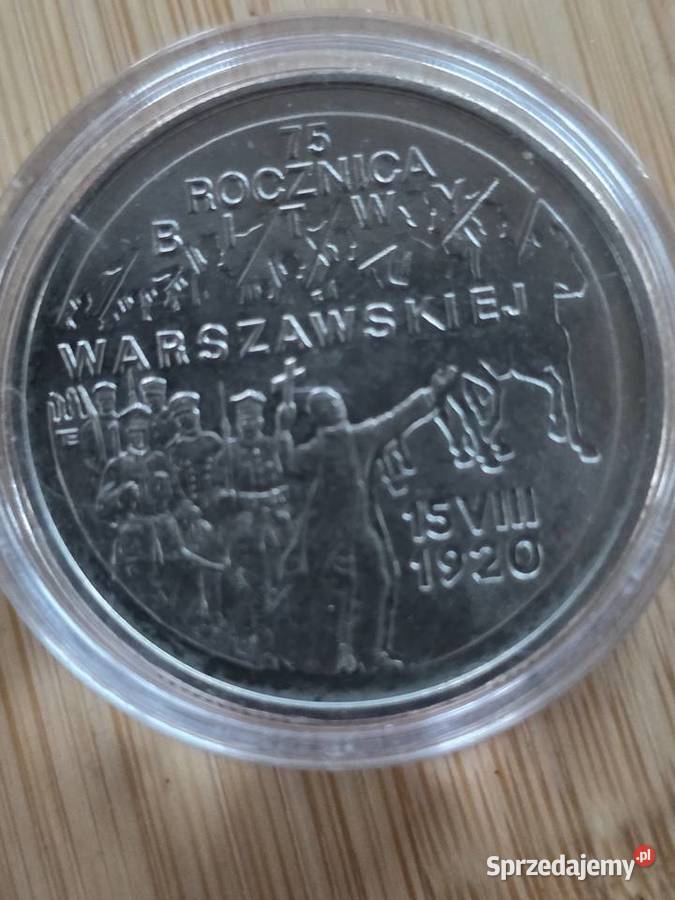 75
ROCZNICA
BITWY
WARSZAWSKIEJ
15 VIII
1920
Sprzedajemy.pl